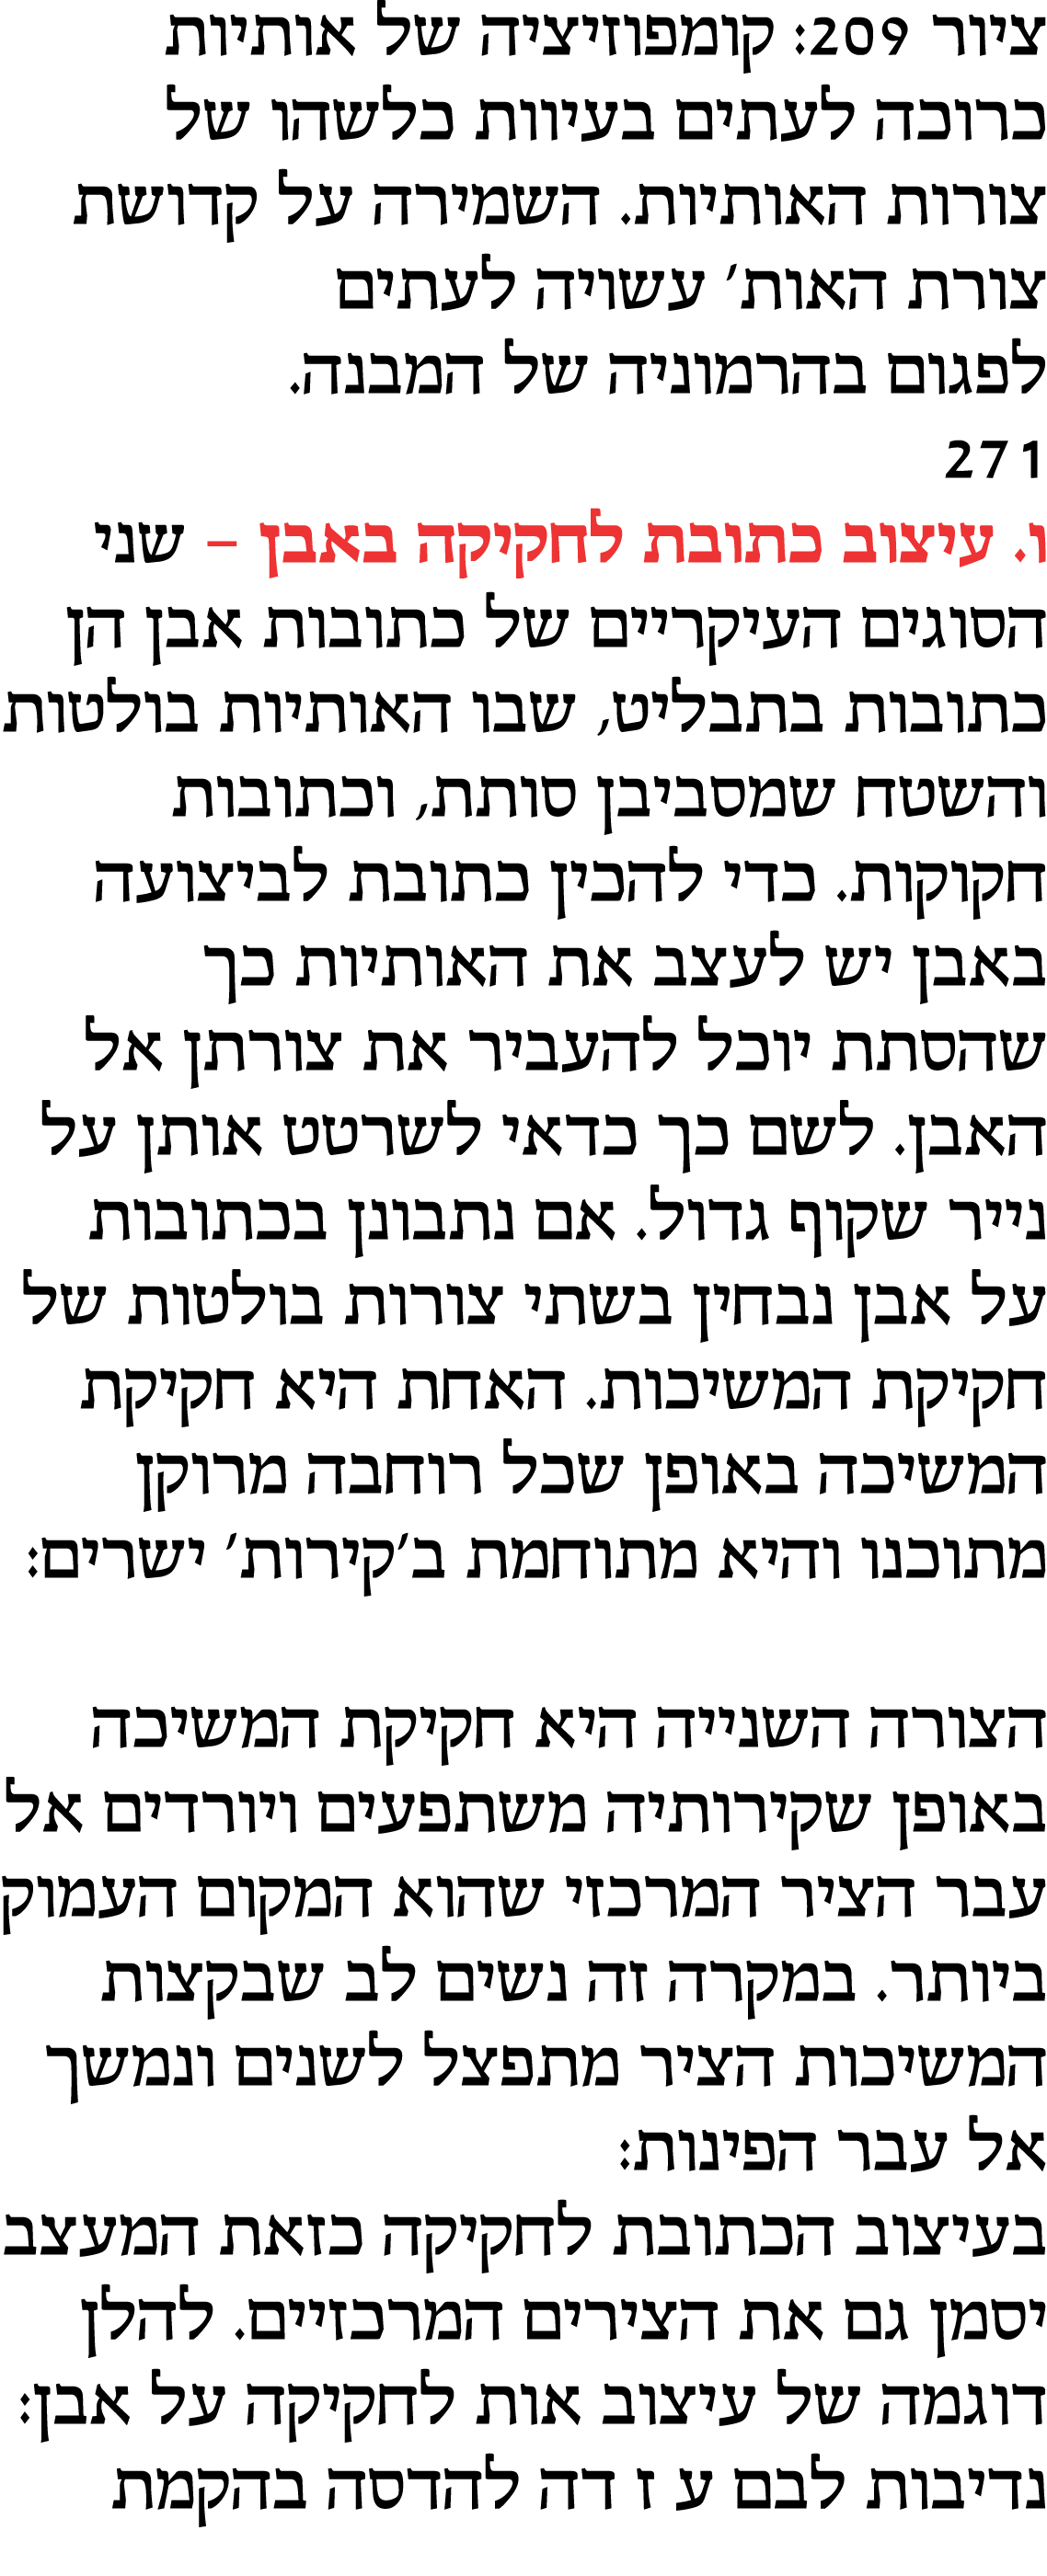 ציור 209: קומפוזיציה של אותיות
כרוכה לעתים בעיוות כלשהו של
צורות האותיות. השמירה על קדושת
צורת האות' עשויה לעתים
לפגום בהרמוניה של המבנה.
271
ו. עיצוב כתובת לחקיקה באבן – שני
הסוגים העיקריים של כתובות אבן הן
כתובות בתבליט, שבו האותיות בולטות
והשטח שמסביבן סותת, וכתובות
חקוקות. כדי להכין כתובת לביצועה
באבן יש לעצב את האותיות כך
שהסתת יוכל להעביר את צורתן אל
האבן. לשם כך כדאי לשרטט אותן על
נייר שקוף גדול. אם נתבונן בכתובות
על אבן נבחין בשתי צורות בולטות של
חקיקת המשיכות. האחת היא חקיקת
המשיכה באופן שכל רוחבה מרוקן
מתוכנו והיא מתוחמת ב'קירות' ישרים:
הצורה השנייה היא חקיקת המשיכה
באופן שקירותיה משתפעים ויורדים אל
עבר הציר המרכזי שהוא המקום העמוק
ביותר. במקרה זה נשים לב שבקצות
המשיכות הציר מתפצל לשנים ונמשך
אל עבר הפינות:
בעיצוב הכתובת לחקיקה כזאת המעצב
יסמן גם את הצירים המרכזיים. להלן
דוגמה של עיצוב אות לחקיקה על אבן:
נדיבות לבם ע ז דה להדסה בהקמת